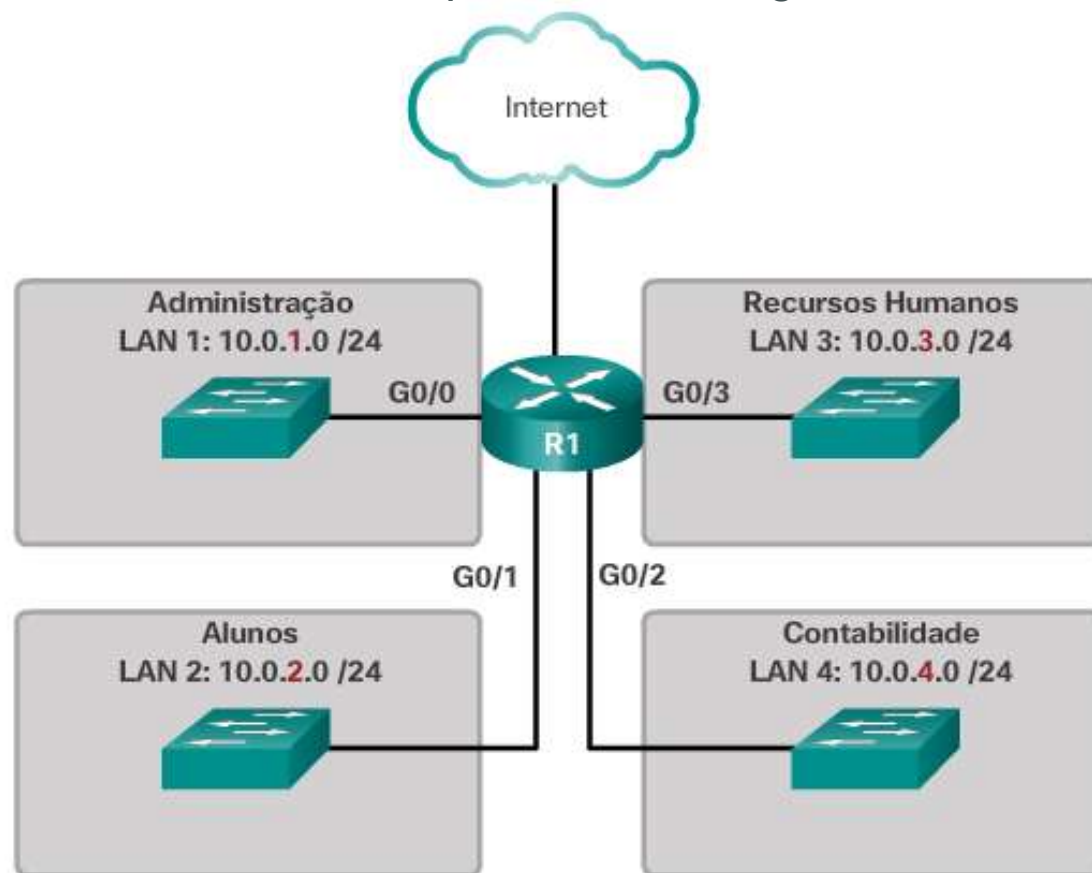 Internet
Administração
LAN 1: 10.0.1.0 /24
G0/0
R1
G0/3
Recursos Humanos
LAN 3: 10.0.3.0 /24
G0/1
G0/2
Alunos
LAN 2: 10.0.2.0 /24
Contabilidade
LAN 4: 10.0.4.0 /24